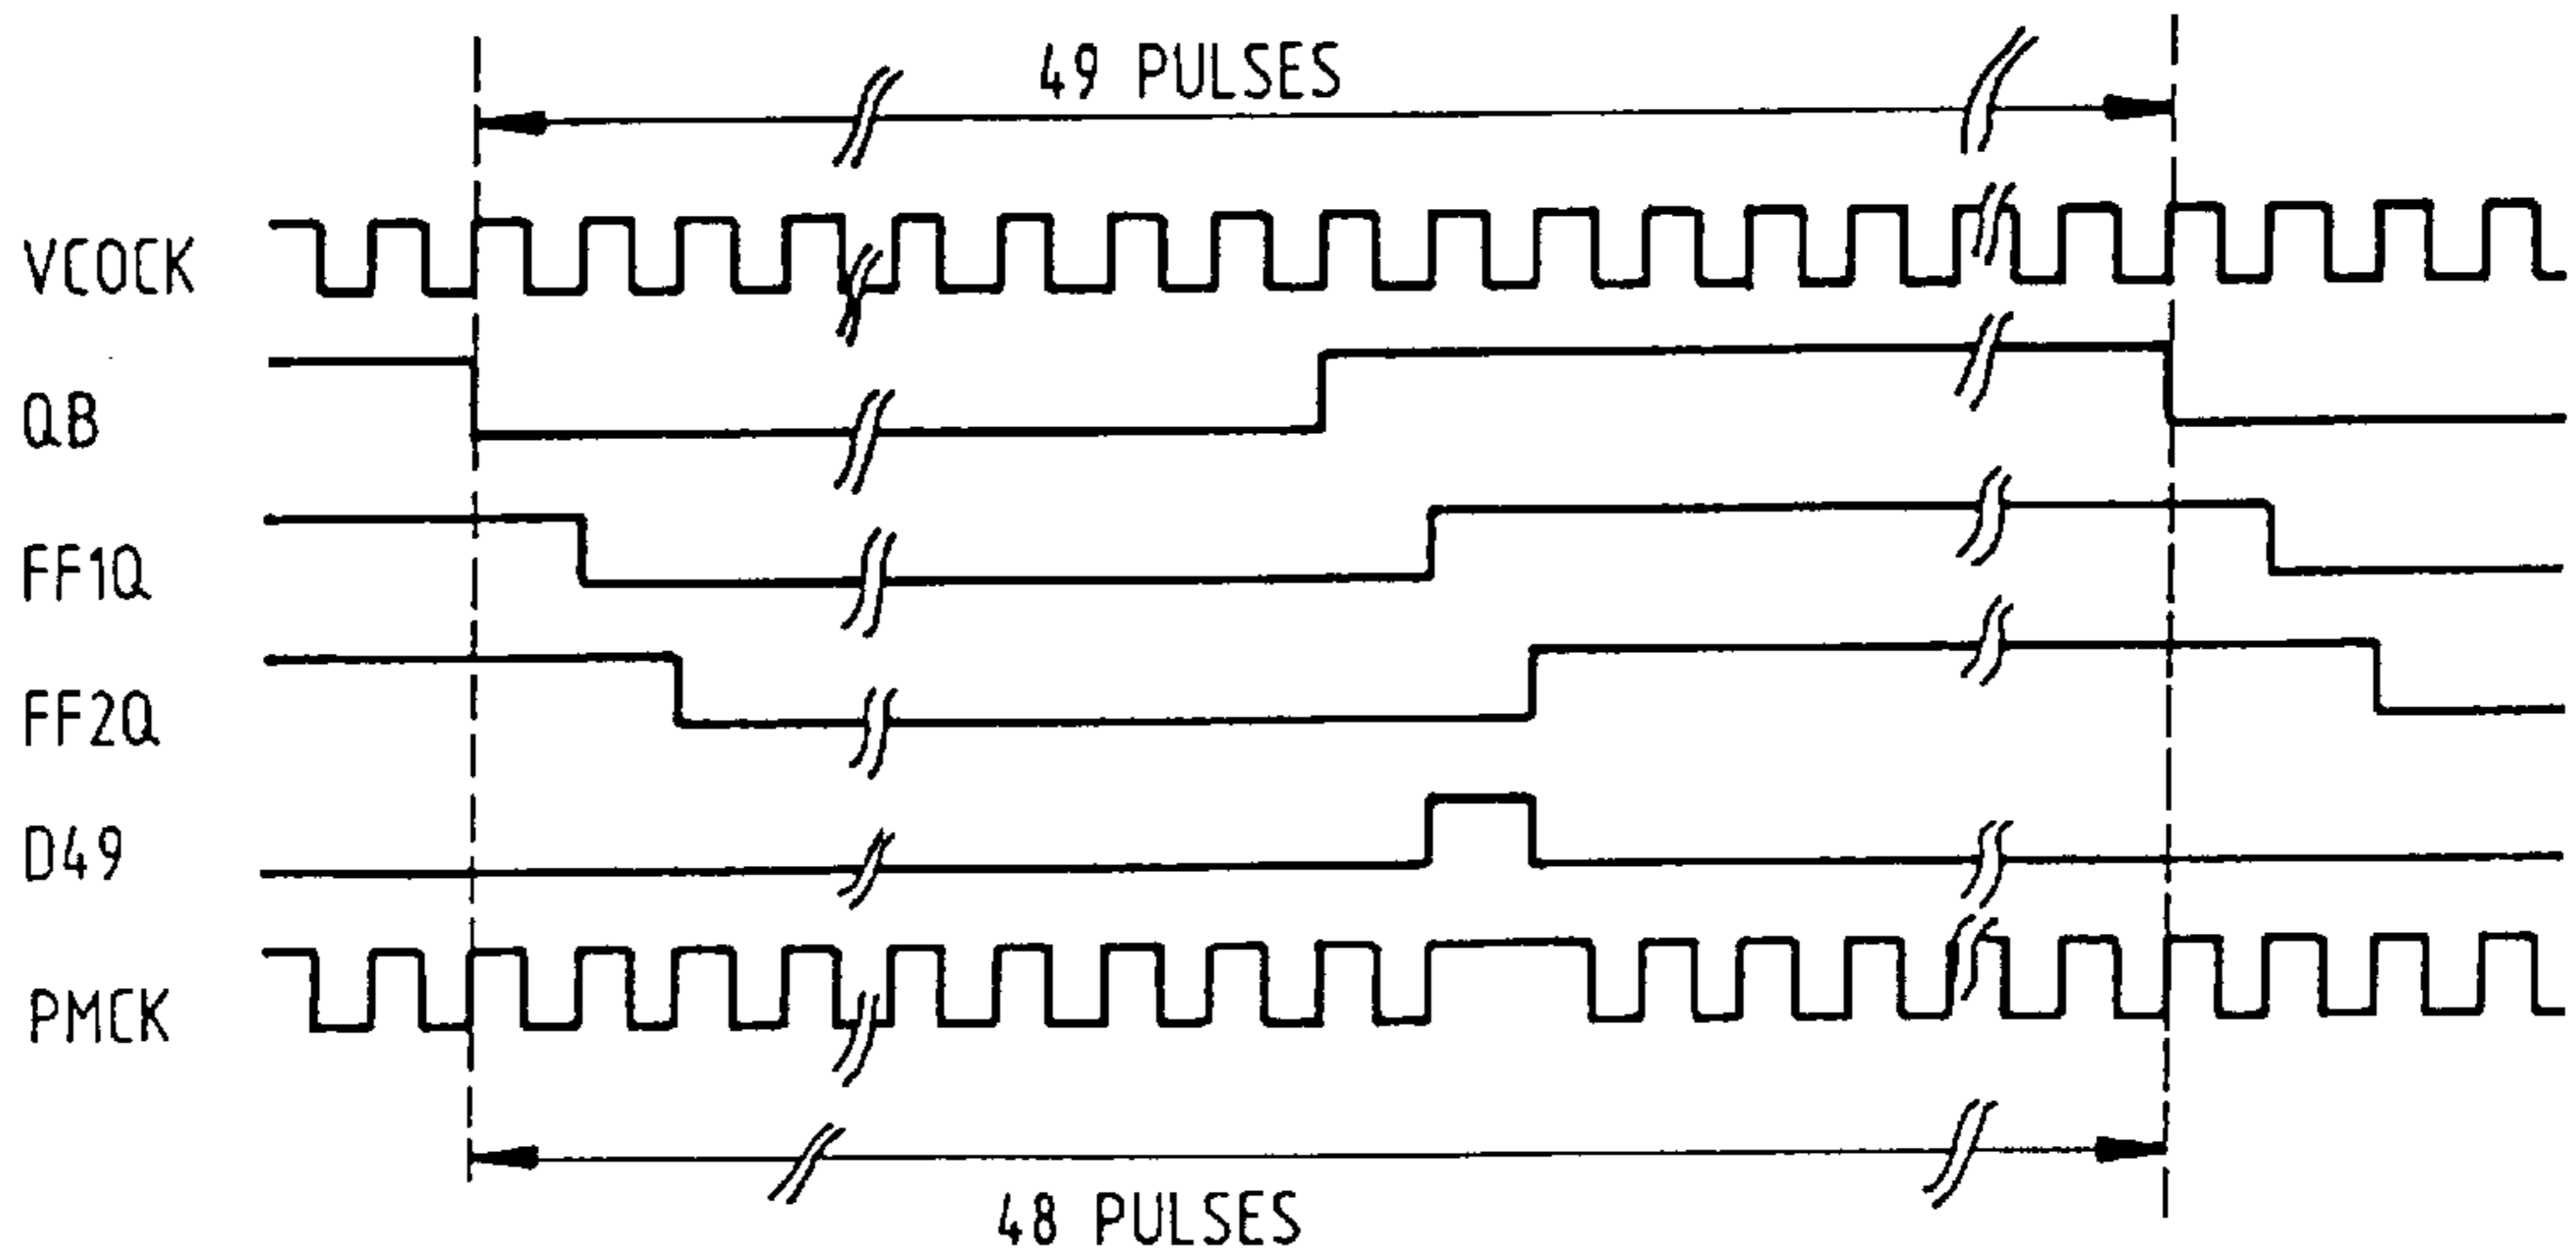 49 PULSES
VCOCK
QB
FF1Q
FF2Q
D49
PMCK
48 PULSES